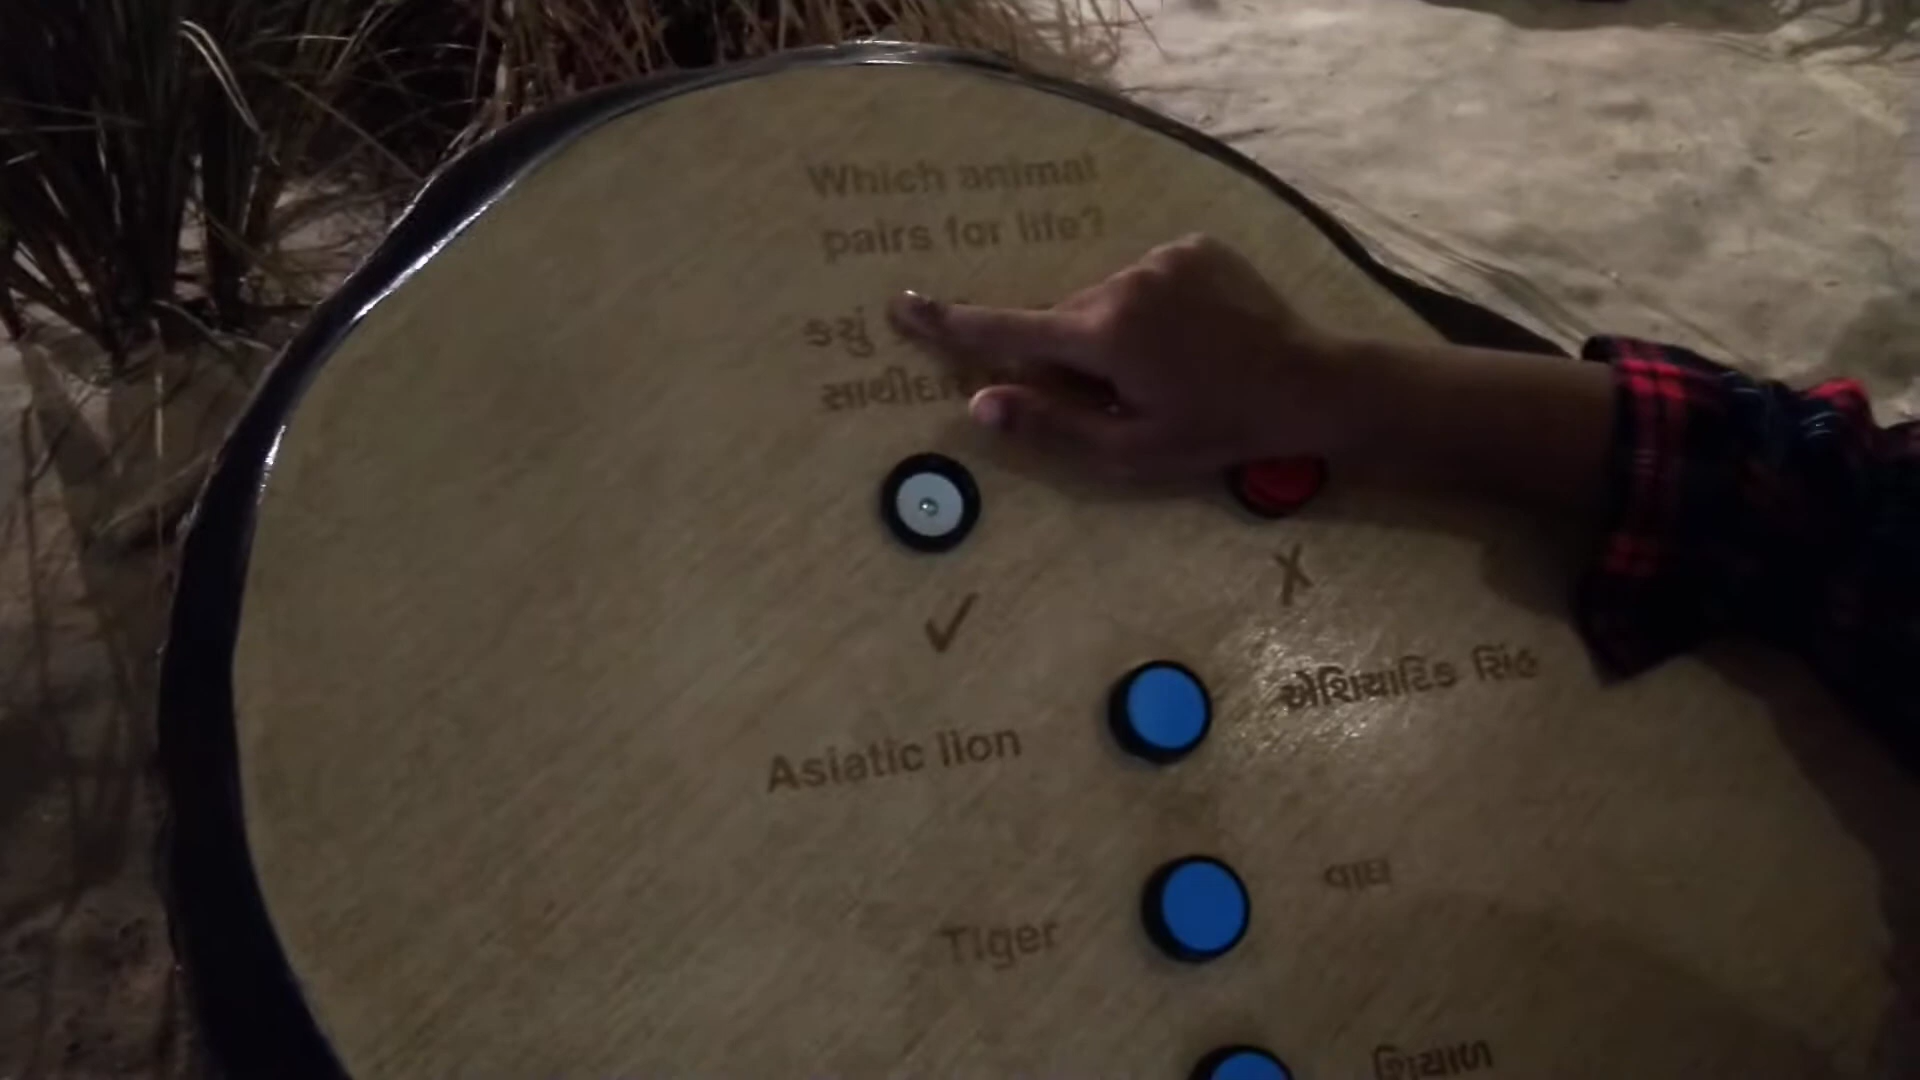 Which animal
pairs for life?
કયું
સાથીદાર
✓
X
Asiatic lion
એશિયાટિક સિંહ
Tiger
વાઘ
શિયાળ